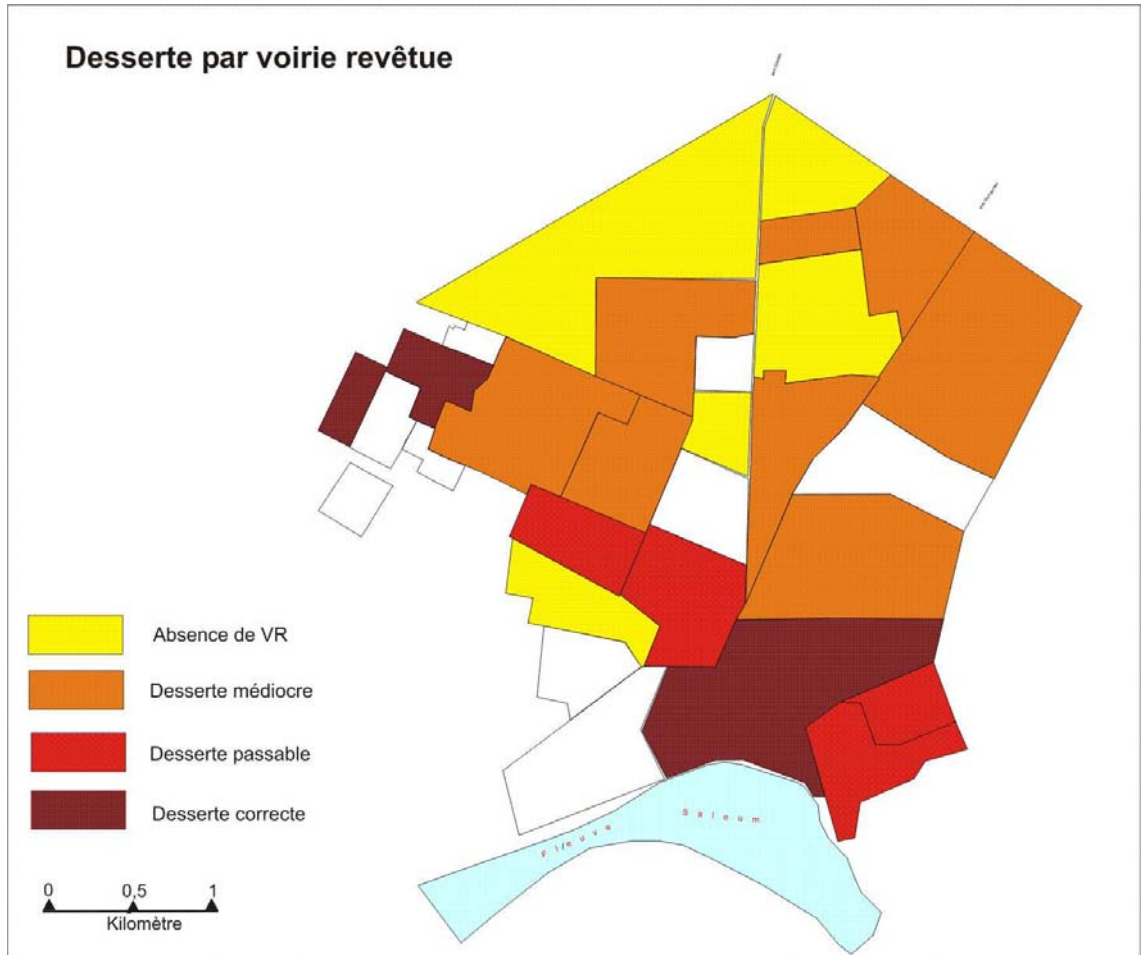 Desserte par voirie revêtue
Absence de VR
Desserte médiocre
Desserte passable
Desserte correcte
0 0,5 1
Kilomètre
Fleuve Saloum